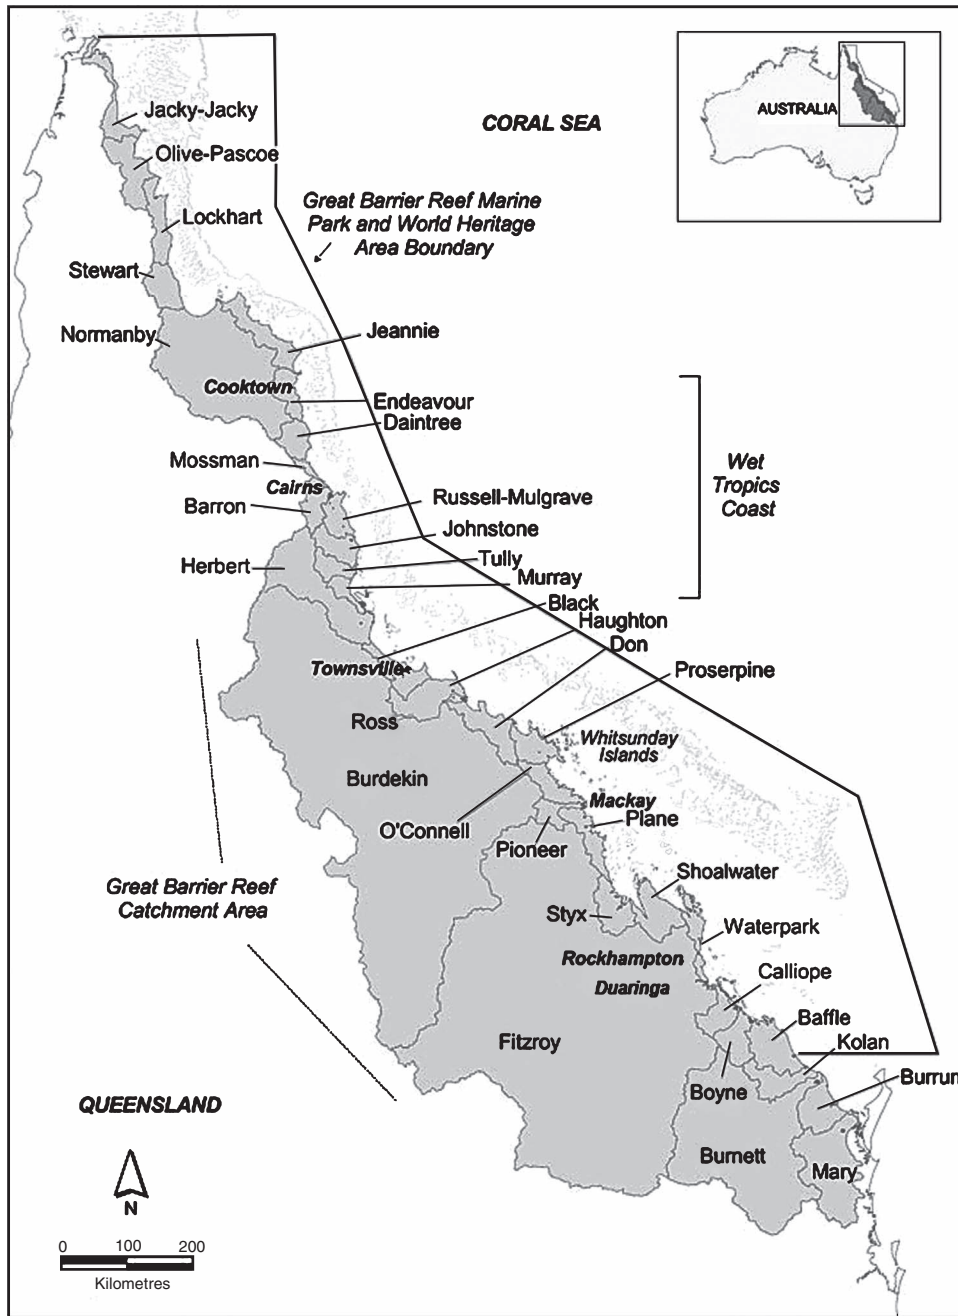 CORAL SEA
AUSTRALIA
Great Barrier Reef Marine
Park and World Heritage
Area Boundary
Jacky-Jacky
Olive-Pascoe
Lockhart
Stewart
Normanby
Jeannie
Cooktown
Endeavour
Daintree
Mossman
Cairns
Barron
Russell-Mulgrave
Johnstone
Herbert
Tully
Murray
Wet
Tropics
Coast
Black
Haughton
Don
Townsville
Proserpine
Ross
Whitsunday
Islands
Burdekin
Mackay
Plane
O'Connell
Pioneer
Great Barrier Reef
Catchment Area
Shoalwater
Styx
Waterpark
Rockhampton
Duaringa
Calliope
Baffle
Fitzroy
Kolan
Burrun
Boyne
QUEENSLAND
Burnett
Mary
N
0 100 200
Kilometres